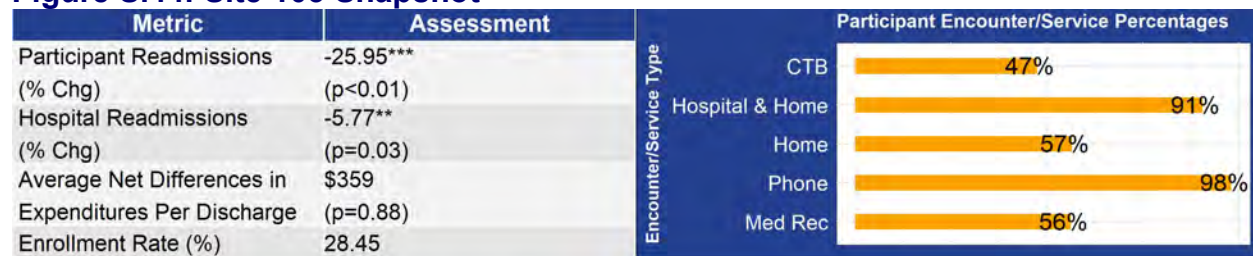 Metric Assessment
Participant Readmissions -25.95***
(% Chg) (p<0.01)
Hospital Readmissions -5.77**
(% Chg) (p=0.03)
Average Net Differences in $359
Expenditures Per Discharge (p=0.88)
Enrollment Rate (%) 28.45
Participant Encounter/Service Percentages
Encounter/Service Type
CTB 47%
Hospital & Home 91%
Home 57%
Phone 98%
Med Rec 56%